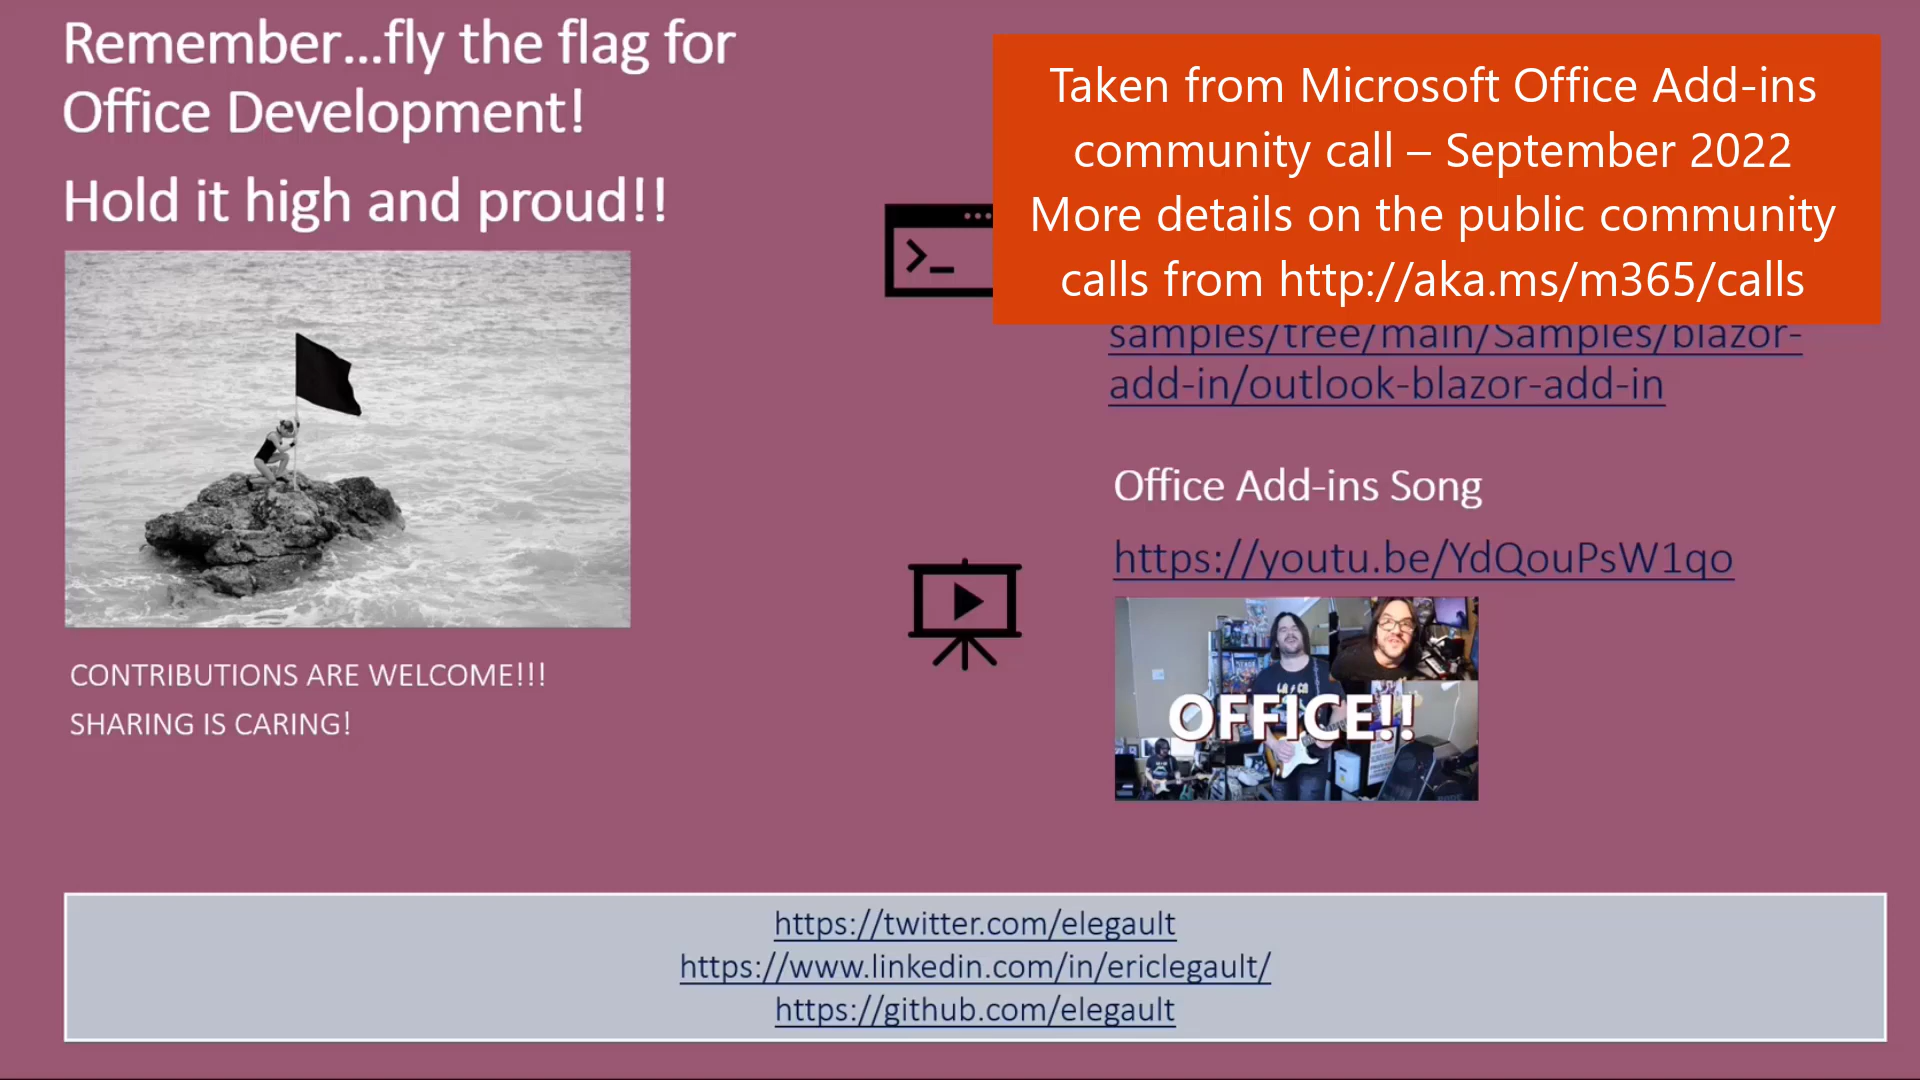 Remember...fly the flag for
Office Development!
Hold it high and proud!!
CONTRIBUTIONS ARE WELCOME!!!
SHARING IS CARING!
Taken from Microsoft Office Add-ins
community call – September 2022
More details on the public community
calls from http://aka.ms/m365/calls
samples/tree/main/Samples/blazor-
add-in/outlook-blazor-add-in
Office Add-ins Song
https://youtu.be/YdQouPsW1qo
OFFICE!!
https://twitter.com/elegault
https://www.linkedin.com/in/ericlegault/
https://github.com/elegault